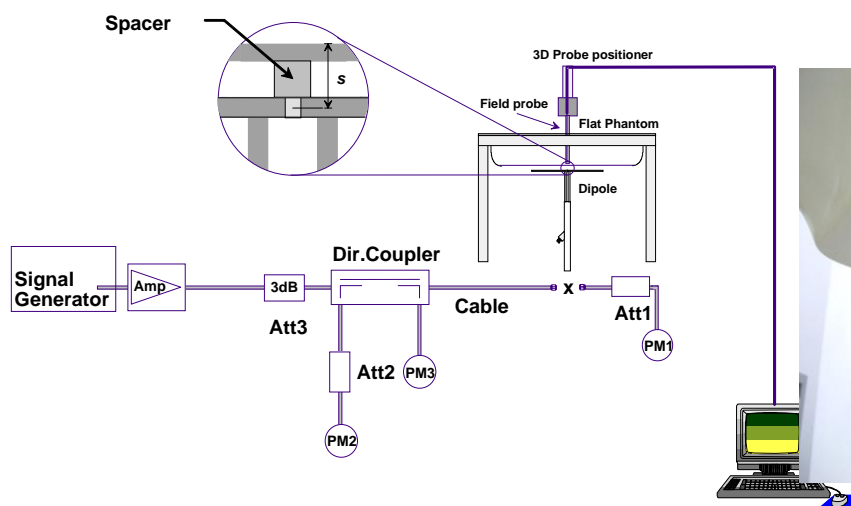 Spacer
s
3D Probe positioner
Field probe
Flat Phantom
Dipole
Signal
Generator
Amp
3dB
Att3
Dir.Coupler
Cable
x
Att1
PM1
Att2
PM3
PM2